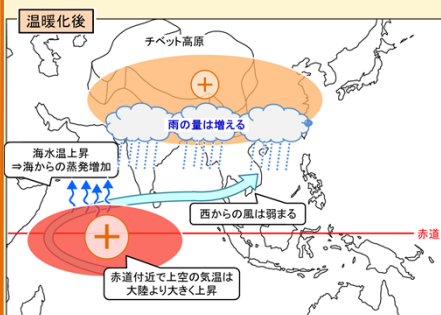 温暖化後
チベット高原
+
雨の量は増える
海水温上昇
⇒海からの蒸発増加
西からの風は弱まる
赤道
+
赤道付近で上空の気温は
大陸より大きく上昇